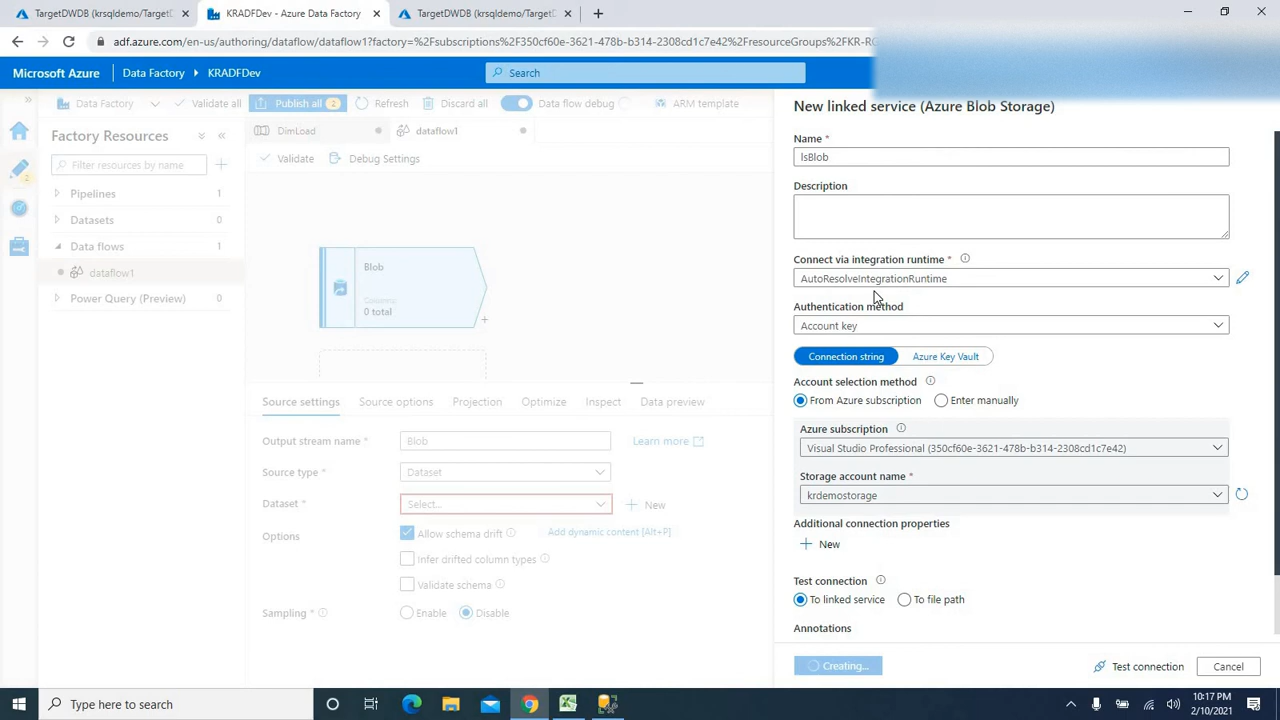 TargetDWDB (krsqldemo/TargetD
KRADFDev - Azure Data Factory
TargetDWDB (krsqldemo/TargetD
adf.azure.com/en-us/authoring/dataflow/dataflow1?factory=%2Fsubscriptions%2F350cf60e-3621-478b-b314-2308cd1c7e42%2FresourceGroups%2FKR-R
Microsoft Azure
Data Factory
KRADFDev
Search
Data Factory
Validate all
Publish all
2
Refresh
Discard all
Data flow debug
ARM template
Factory Resources
Filter resources by name
Pipelines
1
Datasets
0
Data flows
1
dataflow1
Power Query (Preview)
0
2
DimLoad
dataflow1
Validate
Debug Settings
Blob
Columns:
0 total
Source settings
Source options
Projection
Optimize
Inspect
Data preview
Output stream name *
Blob
Learn more
Source type *
Dataset
Dataset *
Select...
New
Options
Allow schema drift
Add dynamic content [Alt+P]
Infer drifted column types
Validate schema
Sampling *
Enable
Disable
New linked service (Azure Blob Storage)
Name *
lsBlob
Description
Connect via integration runtime *
AutoResolveIntegrationRuntime
Authentication method
Account key
Connection string
Azure Key Vault
Account selection method
From Azure subscription
Enter manually
Azure subscription
Visual Studio Professional (350cf60e-3621-478b-b314-2308cd1c7e42)
Storage account name *
krdemostorage
Additional connection properties
New
Test connection
To linked service
To file path
Annotations
Creating...
Test connection
Cancel
Type here to search
10:17 PM
2/10/2021